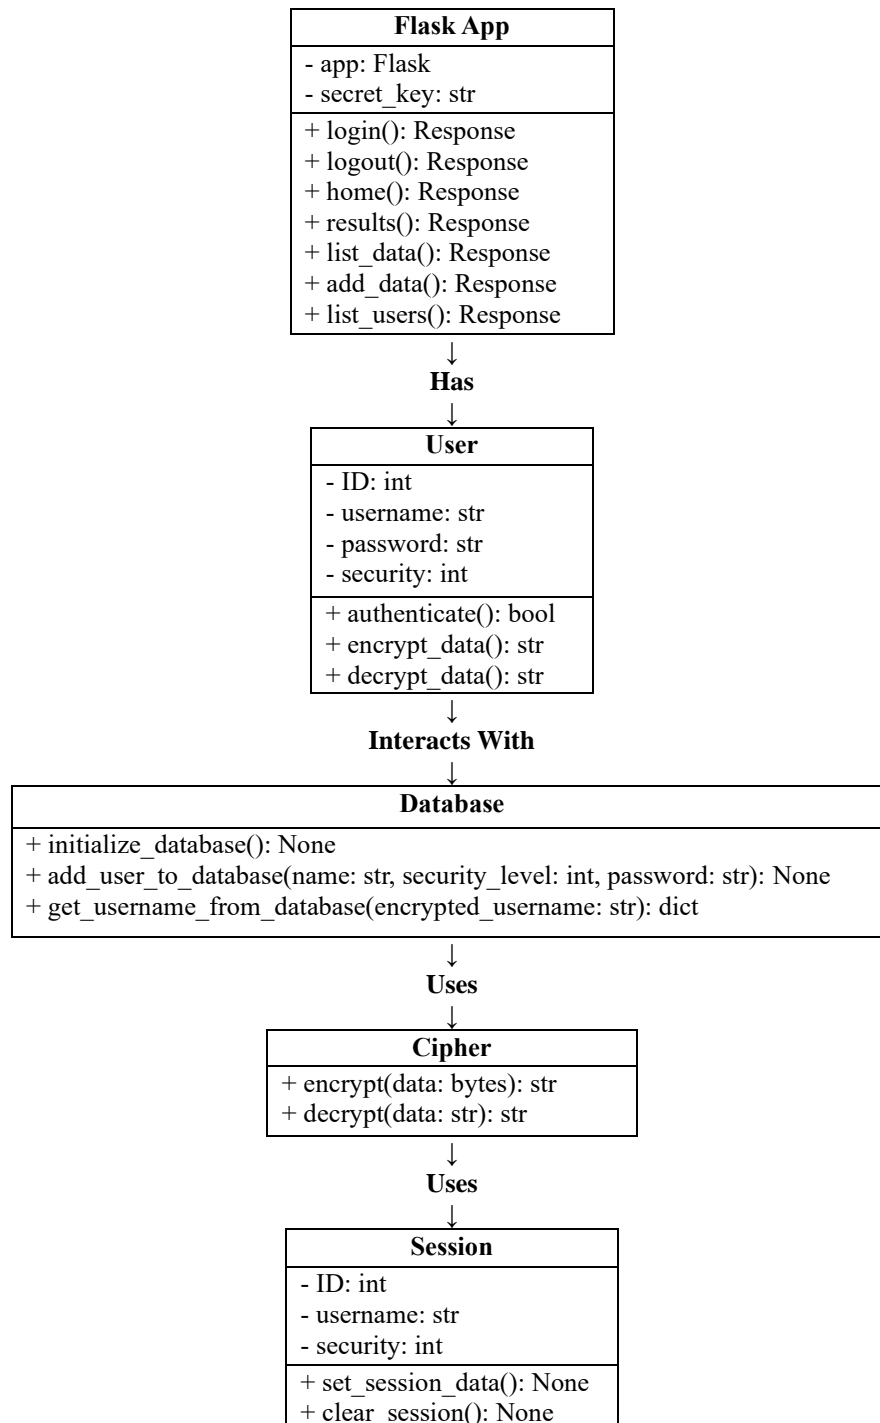 Flask App
- app: Flask
- secret_key: str
+ login(): Response
+ logout(): Response
+ home(): Response
+ results(): Response
+ list_data(): Response
+ add_data(): Response
+ list_users(): Response
↓
Has
↓
User
- ID: int
- username: str
- password: str
- security: int
+ authenticate(): bool
+ encrypt_data(): str
+ decrypt_data(): str
↓
Interacts With
↓
Database
+ initialize_database(): None
+ add_user_to_database(name: str, security_level: int, password: str): None
+ get_username_from_database(encrypted_username: str): dict
↓
Uses
↓
Cipher
+ encrypt(data: bytes): str
+ decrypt(data: str): str
↓
Uses
↓
Session
- ID: int
- username: str
- security: int
+ set_session_data(): None
+ clear_session(): None